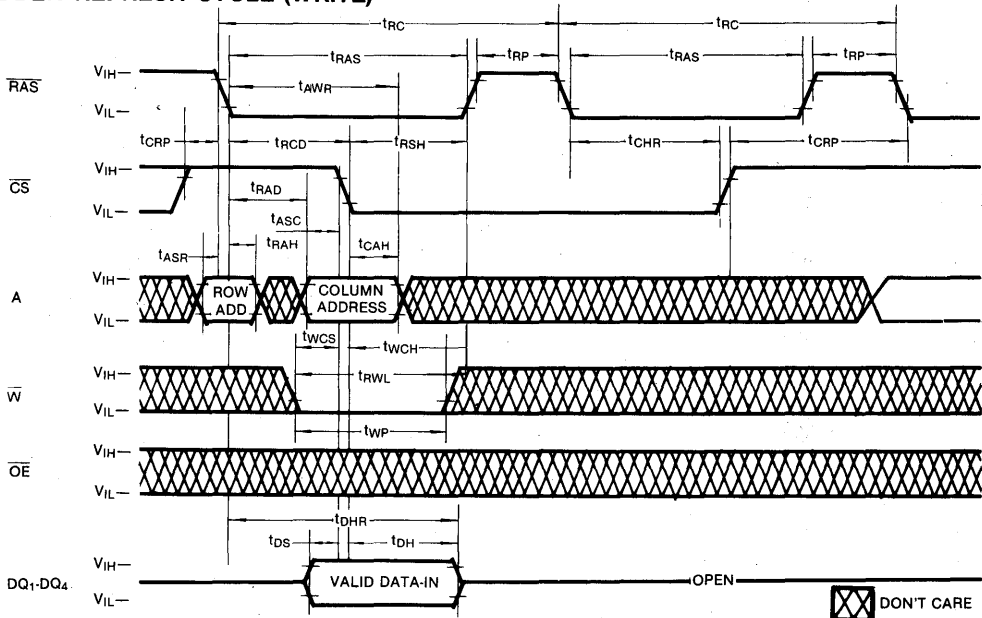 tRC tRC
tRAS tRP tRAS tRP
RAS VIH
tAWR
VIL
tCRP tRCD tRSH tCHR tCRP
CS VIH
tRAD
VIL
tASC
tASR tRAH tCAH
A VIH
ROW ADD COLUMN ADDRESS
VIL
tWCS tWCH
W VIH
tRWL
VIL
tWP
OE VIH
VIL
tDHR
tDS tDH
DQ1-DQ4 VIH
VALID DATA-IN OPEN
VIL
DON'T CARE